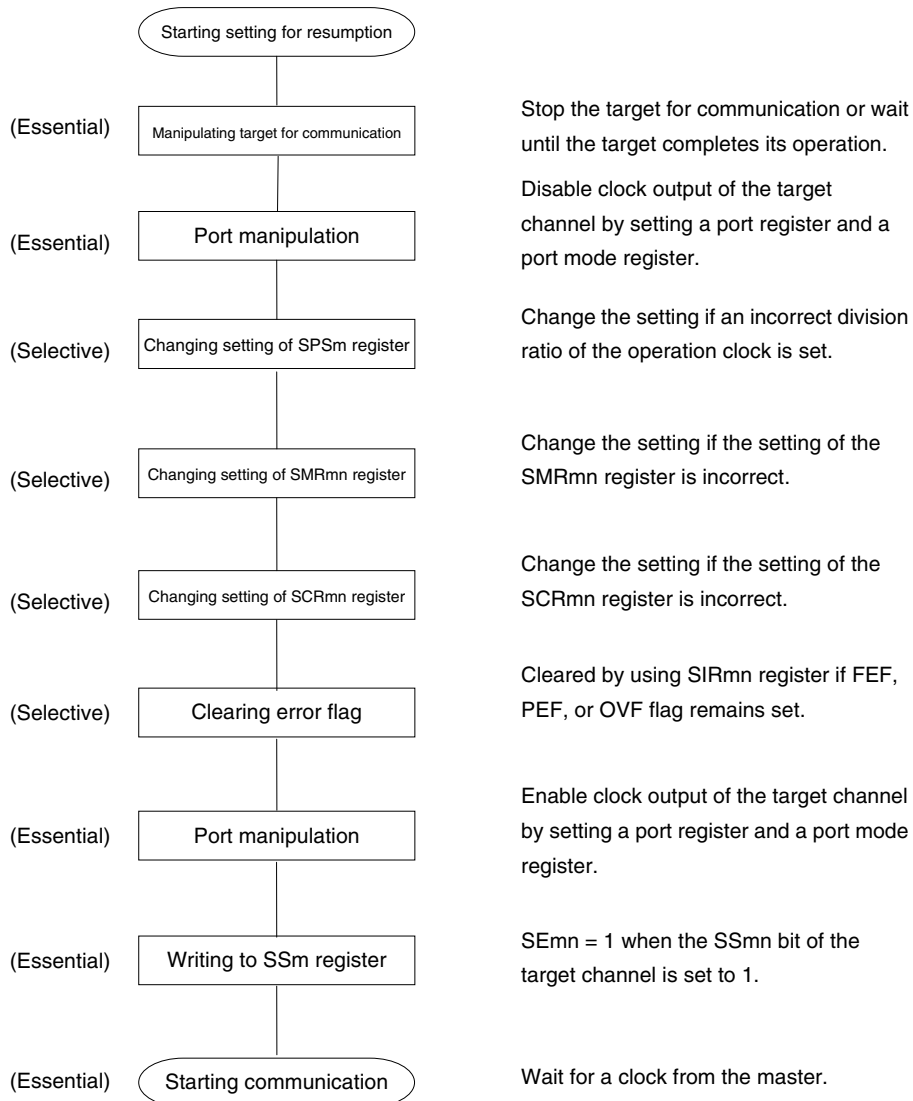 Starting setting for resumption
(Essential)
Manipulating target for communication
Stop the target for communication or wait
until the target completes its operation.
(Essential)
Port manipulation
Disable clock output of the target
channel by setting a port register and a
port mode register.
(Selective)
Changing setting of SPSm register
Change the setting if an incorrect division
ratio of the operation clock is set.
(Selective)
Changing setting of SMRmn register
Change the setting if the setting of the
SMRmn register is incorrect.
(Selective)
Changing setting of SCRmn register
Change the setting if the setting of the
SCRmn register is incorrect.
(Selective)
Clearing error flag
Cleared by using SIRmn register if FEF,
PEF, or OVF flag remains set.
(Essential)
Port manipulation
Enable clock output of the target channel
by setting a port register and a port mode
register.
(Essential)
Writing to SSm register
SEmn = 1 when the SSmn bit of the
target channel is set to 1.
(Essential)
Starting communication
Wait for a clock from the master.